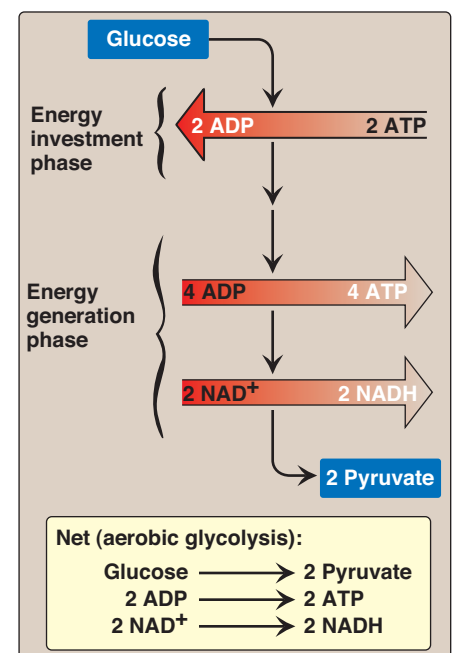 Glucose
Energy
investment
phase
2 ADP 2 ATP
Energy
generation
phase
4 ADP 4 ATP
2 NAD+ 2 NADH
2 Pyruvate
Net (aerobic glycolysis):
Glucose 2 Pyruvate
2 ADP 2 ATP
2 NAD+ 2 NADH